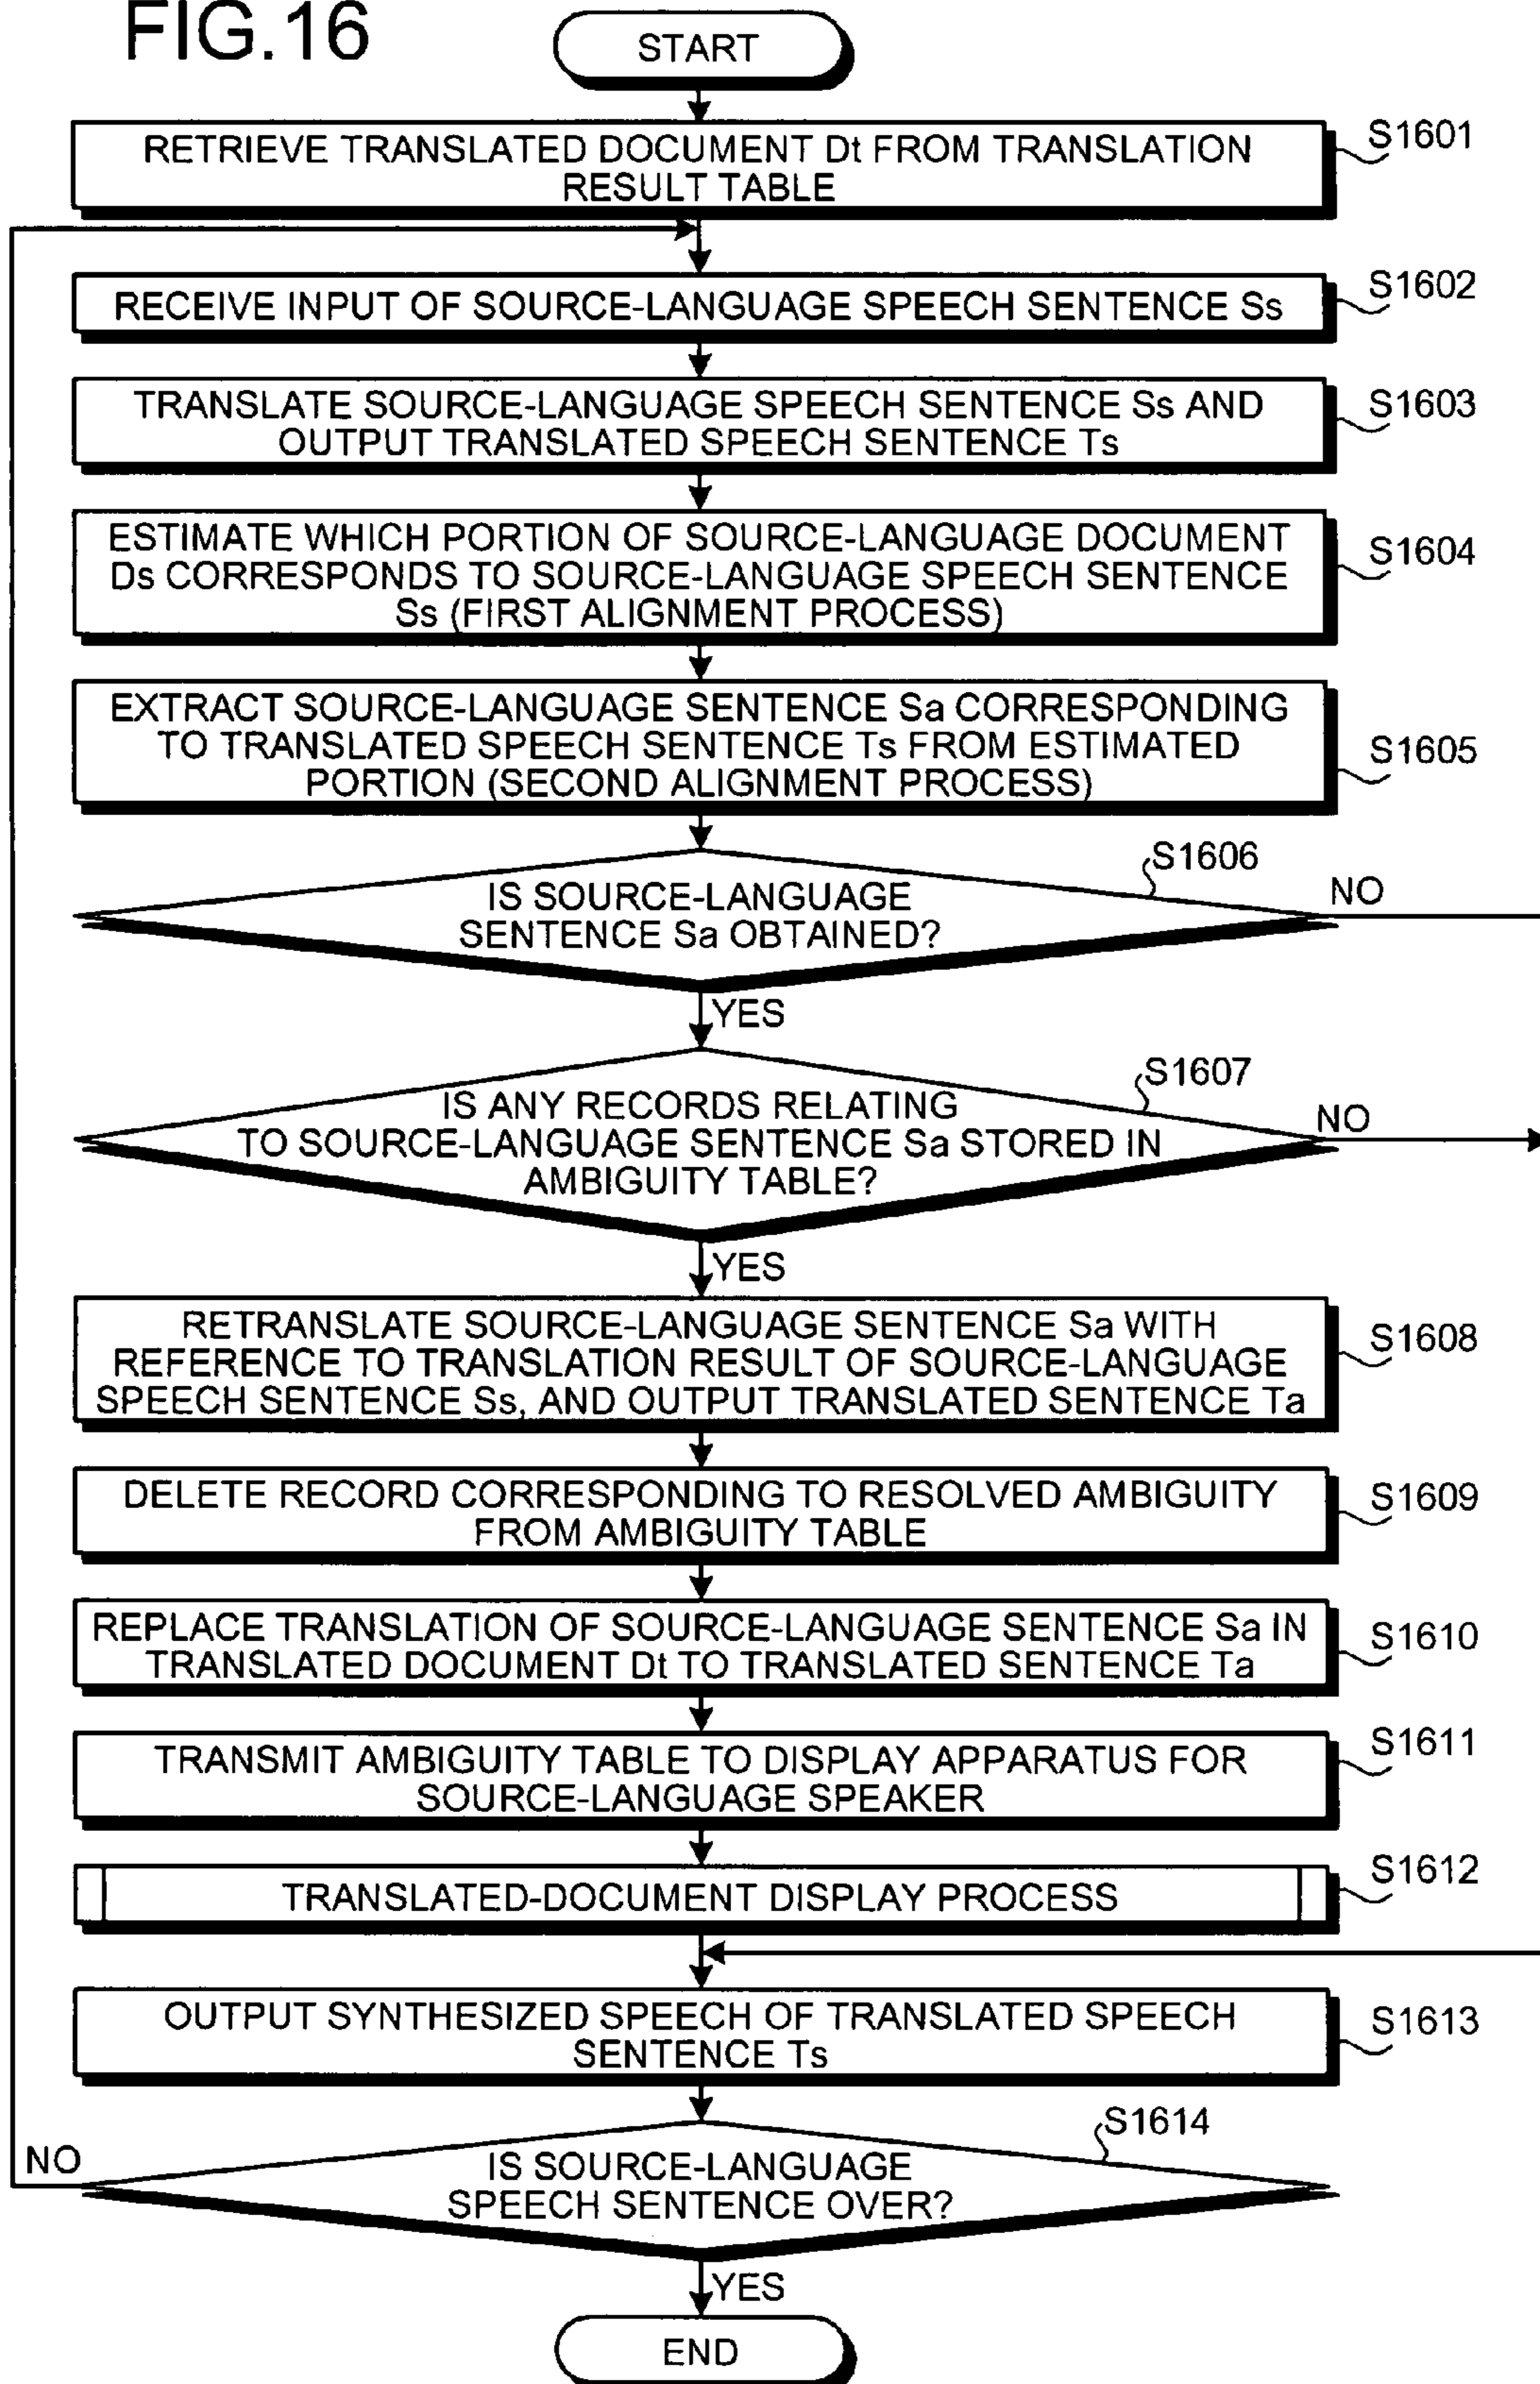 FIG.16
START
RETRIEVE TRANSLATED DOCUMENT Dt FROM TRANSLATION
RESULT TABLE
S1601
RECEIVE INPUT OF SOURCE-LANGUAGE SPEECH SENTENCE Ss
S1602
TRANSLATE SOURCE-LANGUAGE SPEECH SENTENCE Ss AND
OUTPUT TRANSLATED SPEECH SENTENCE Ts
S1603
ESTIMATE WHICH PORTION OF SOURCE-LANGUAGE DOCUMENT
Ds CORRESPONDS TO SOURCE-LANGUAGE SPEECH SENTENCE
Ss (FIRST ALIGNMENT PROCESS)
S1604
EXTRACT SOURCE-LANGUAGE SENTENCE Sa CORRESPONDING
TO TRANSLATED SPEECH SENTENCE Ts FROM ESTIMATED
PORTION (SECOND ALIGNMENT PROCESS)
S1605
S1606
IS SOURCE-LANGUAGE
SENTENCE Sa OBTAINED?
NO
YES
S1607
IS ANY RECORDS RELATING
TO SOURCE-LANGUAGE SENTENCE Sa STORED IN
AMBIGUITY TABLE?
NO
YES
RETRANSLATE SOURCE-LANGUAGE SENTENCE Sa WITH
REFERENCE TO TRANSLATION RESULT OF SOURCE-LANGUAGE
SPEECH SENTENCE Ss, AND OUTPUT TRANSLATED SENTENCE Ta
S1608
DELETE RECORD CORRESPONDING TO RESOLVED AMBIGUITY
FROM AMBIGUITY TABLE
S1609
REPLACE TRANSLATION OF SOURCE-LANGUAGE SENTENCE Sa IN
TRANSLATED DOCUMENT Dt TO TRANSLATED SENTENCE Ta
S1610
TRANSMIT AMBIGUITY TABLE TO DISPLAY APPARATUS FOR
SOURCE-LANGUAGE SPEAKER
S1611
TRANSLATED-DOCUMENT DISPLAY PROCESS
S1612
OUTPUT SYNTHESIZED SPEECH OF TRANSLATED SPEECH
SENTENCE Ts
S1613
S1614
NO
IS SOURCE-LANGUAGE
SPEECH SENTENCE OVER?
YES
END